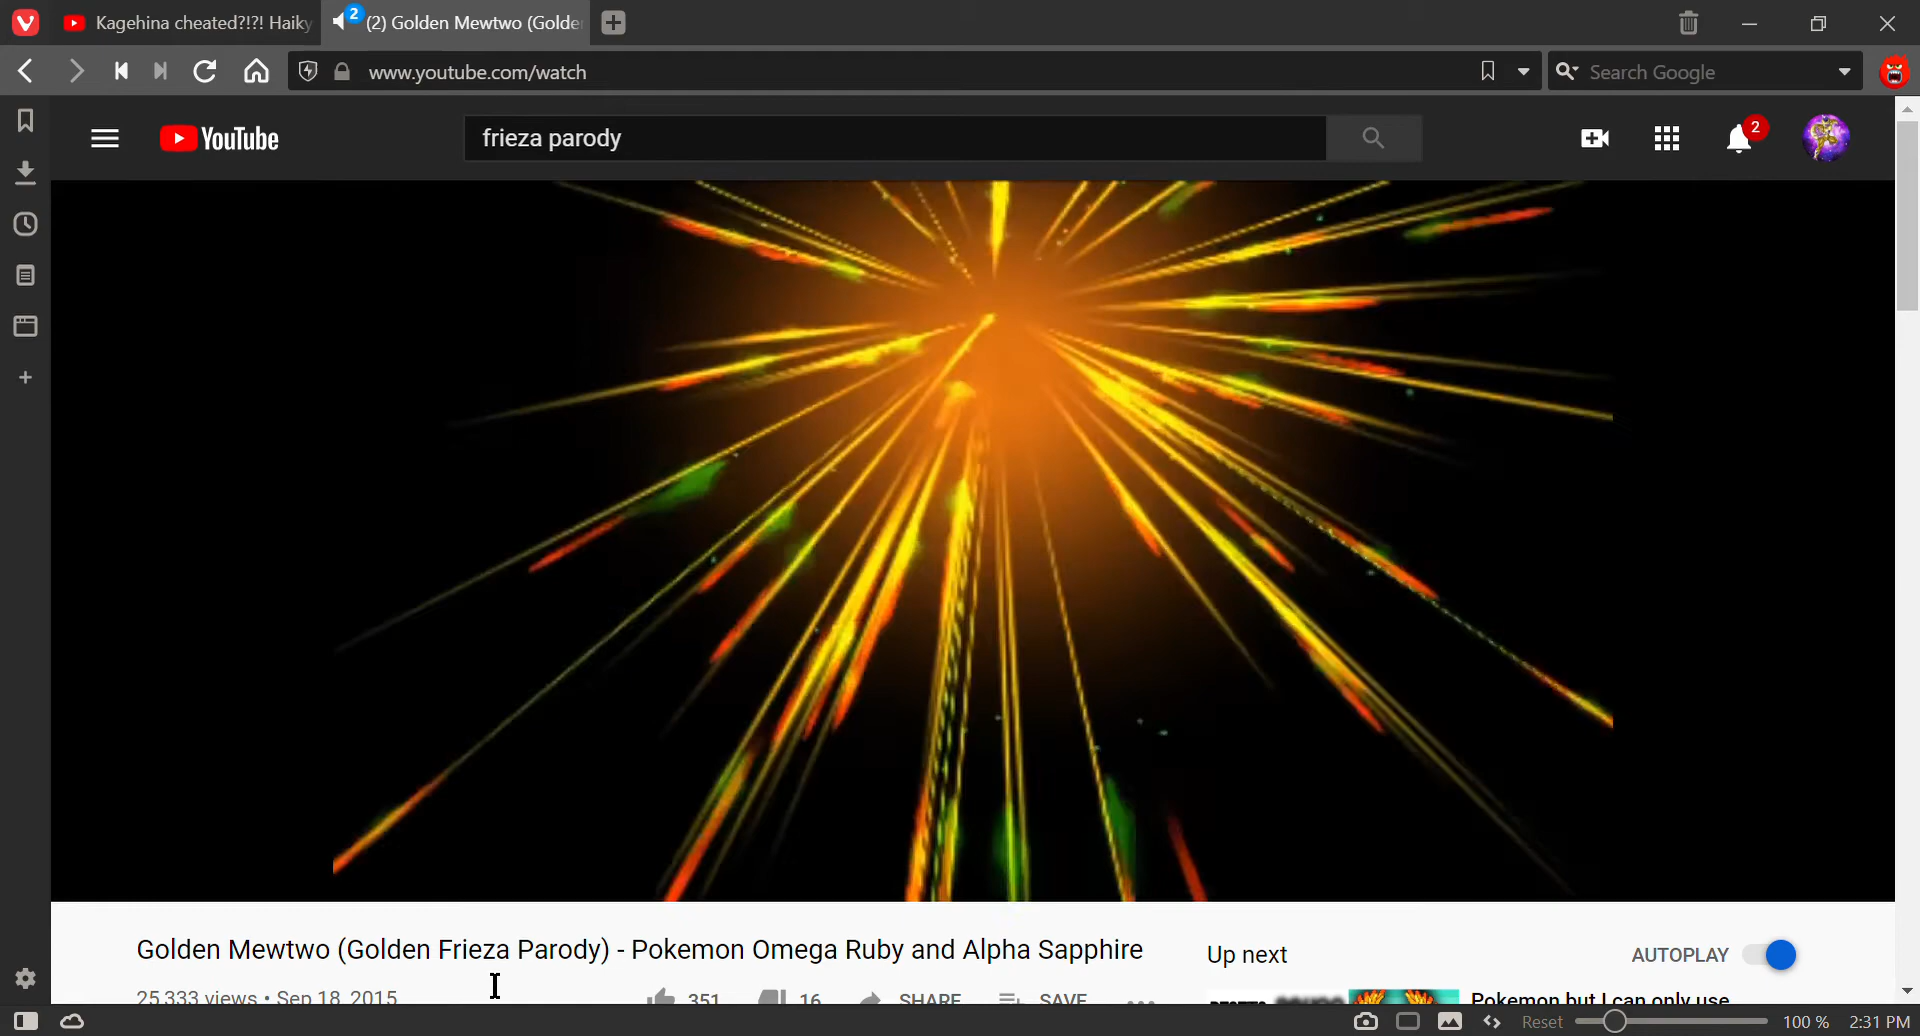 Kagehina cheated?!?! Haiky
2
(2) Golden Mewtwo (Golde
www.youtube.com/watch
Search Google
YouTube
frieza parody
2
Golden Mewtwo (Golden Frieza Parody) - Pokemon Omega Ruby and Alpha Sapphire
Up next
AUTOPLAY
25,333 views • Sep 18, 2015
351
16
SHARE
SAVE
Pokemon but I can only use
Reset
100 %
2:31 PM